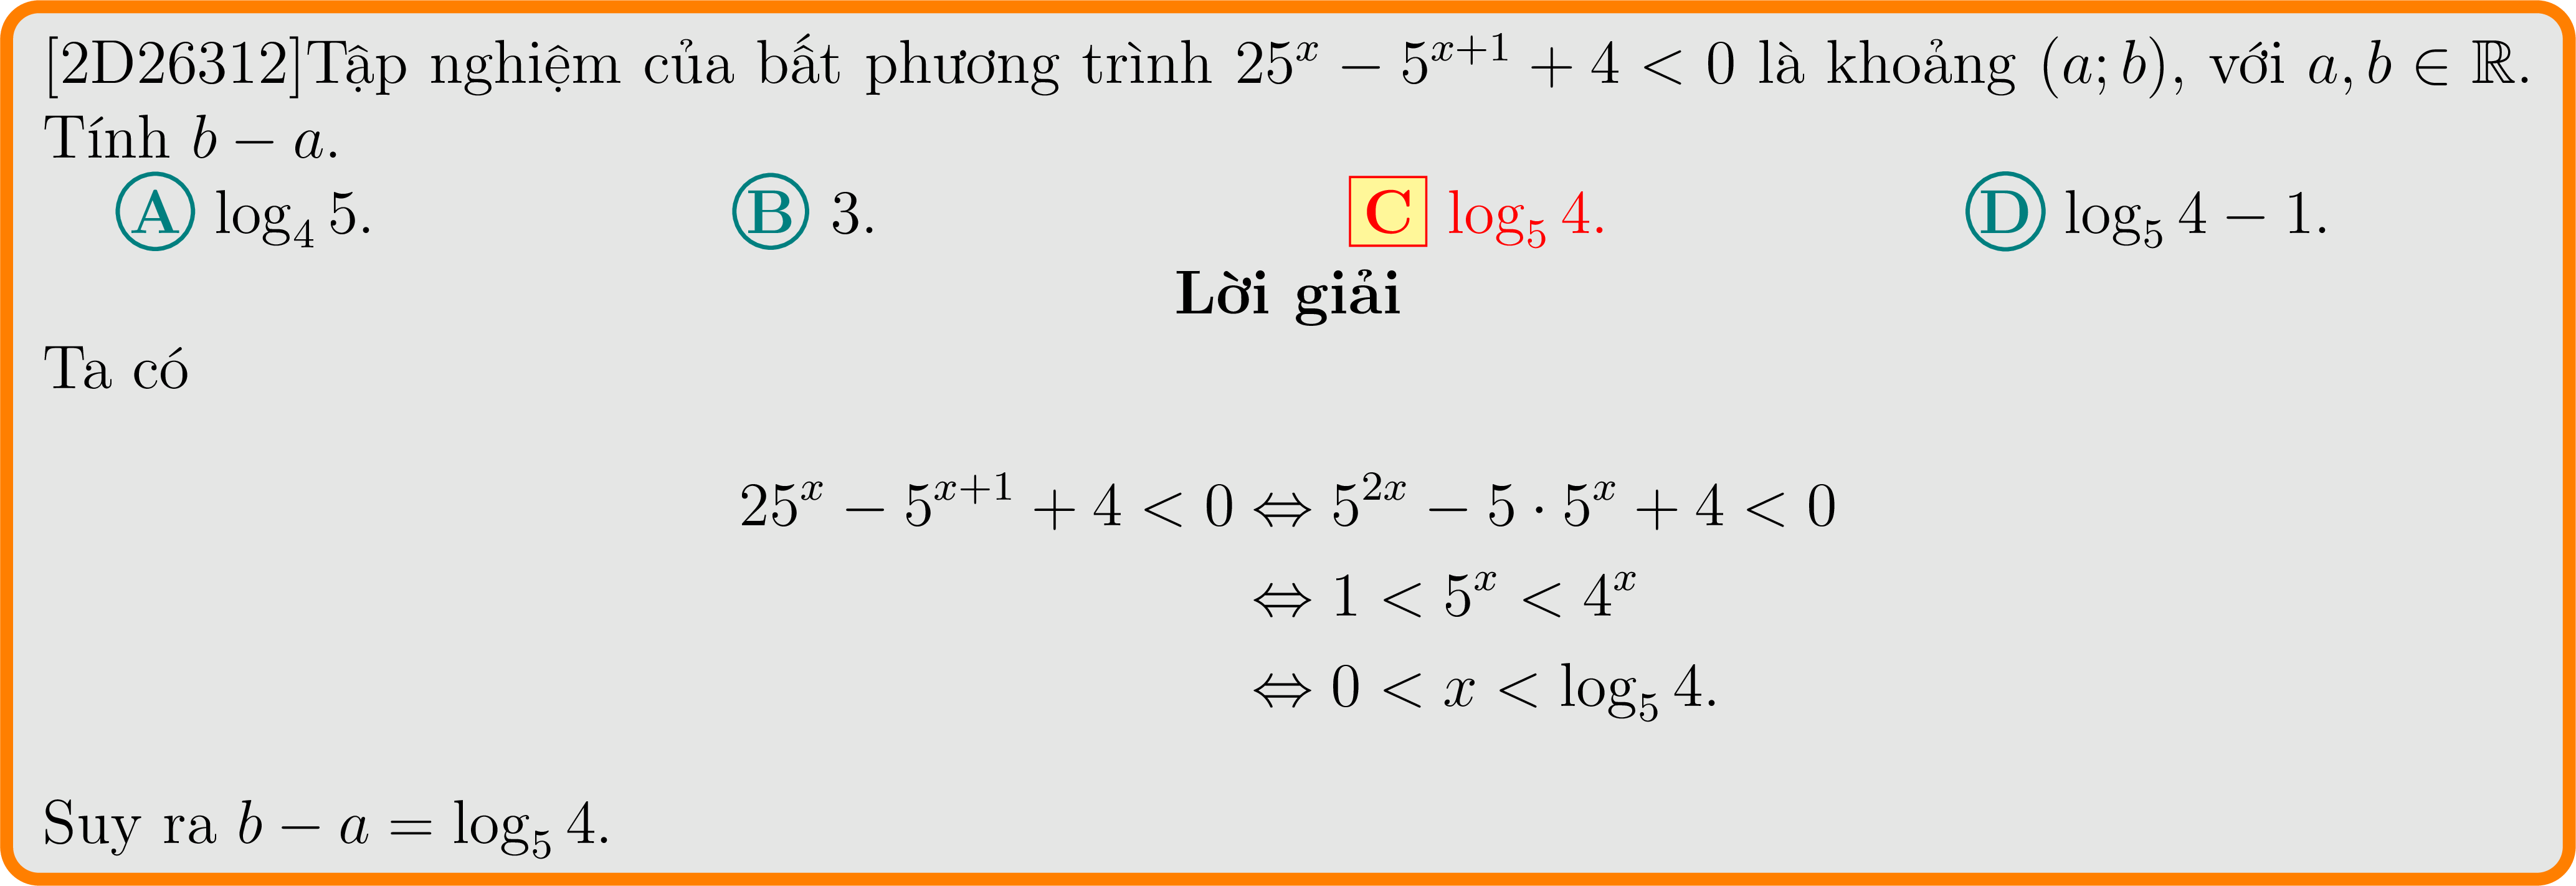 [2D26312]Tập nghiệm của bất phương trình $25^x - 5^{x+1} + 4 < 0$ là khoảng $(a; b)$, với $a, b \in \mathbb{R}$.
Tính $b - a$.
A $\log_4 5$. B 3. C $\log_5 4$. D $\log_5 4 - 1$.
Lời giải
Ta có
$25^x - 5^{x+1} + 4 < 0 \Leftrightarrow 5^{2x} - 5 \cdot 5^x + 4 < 0$
$\Leftrightarrow 1 < 5^x < 4^x$
$\Leftrightarrow 0 < x < \log_5 4.$
Suy ra $b - a = \log_5 4$.